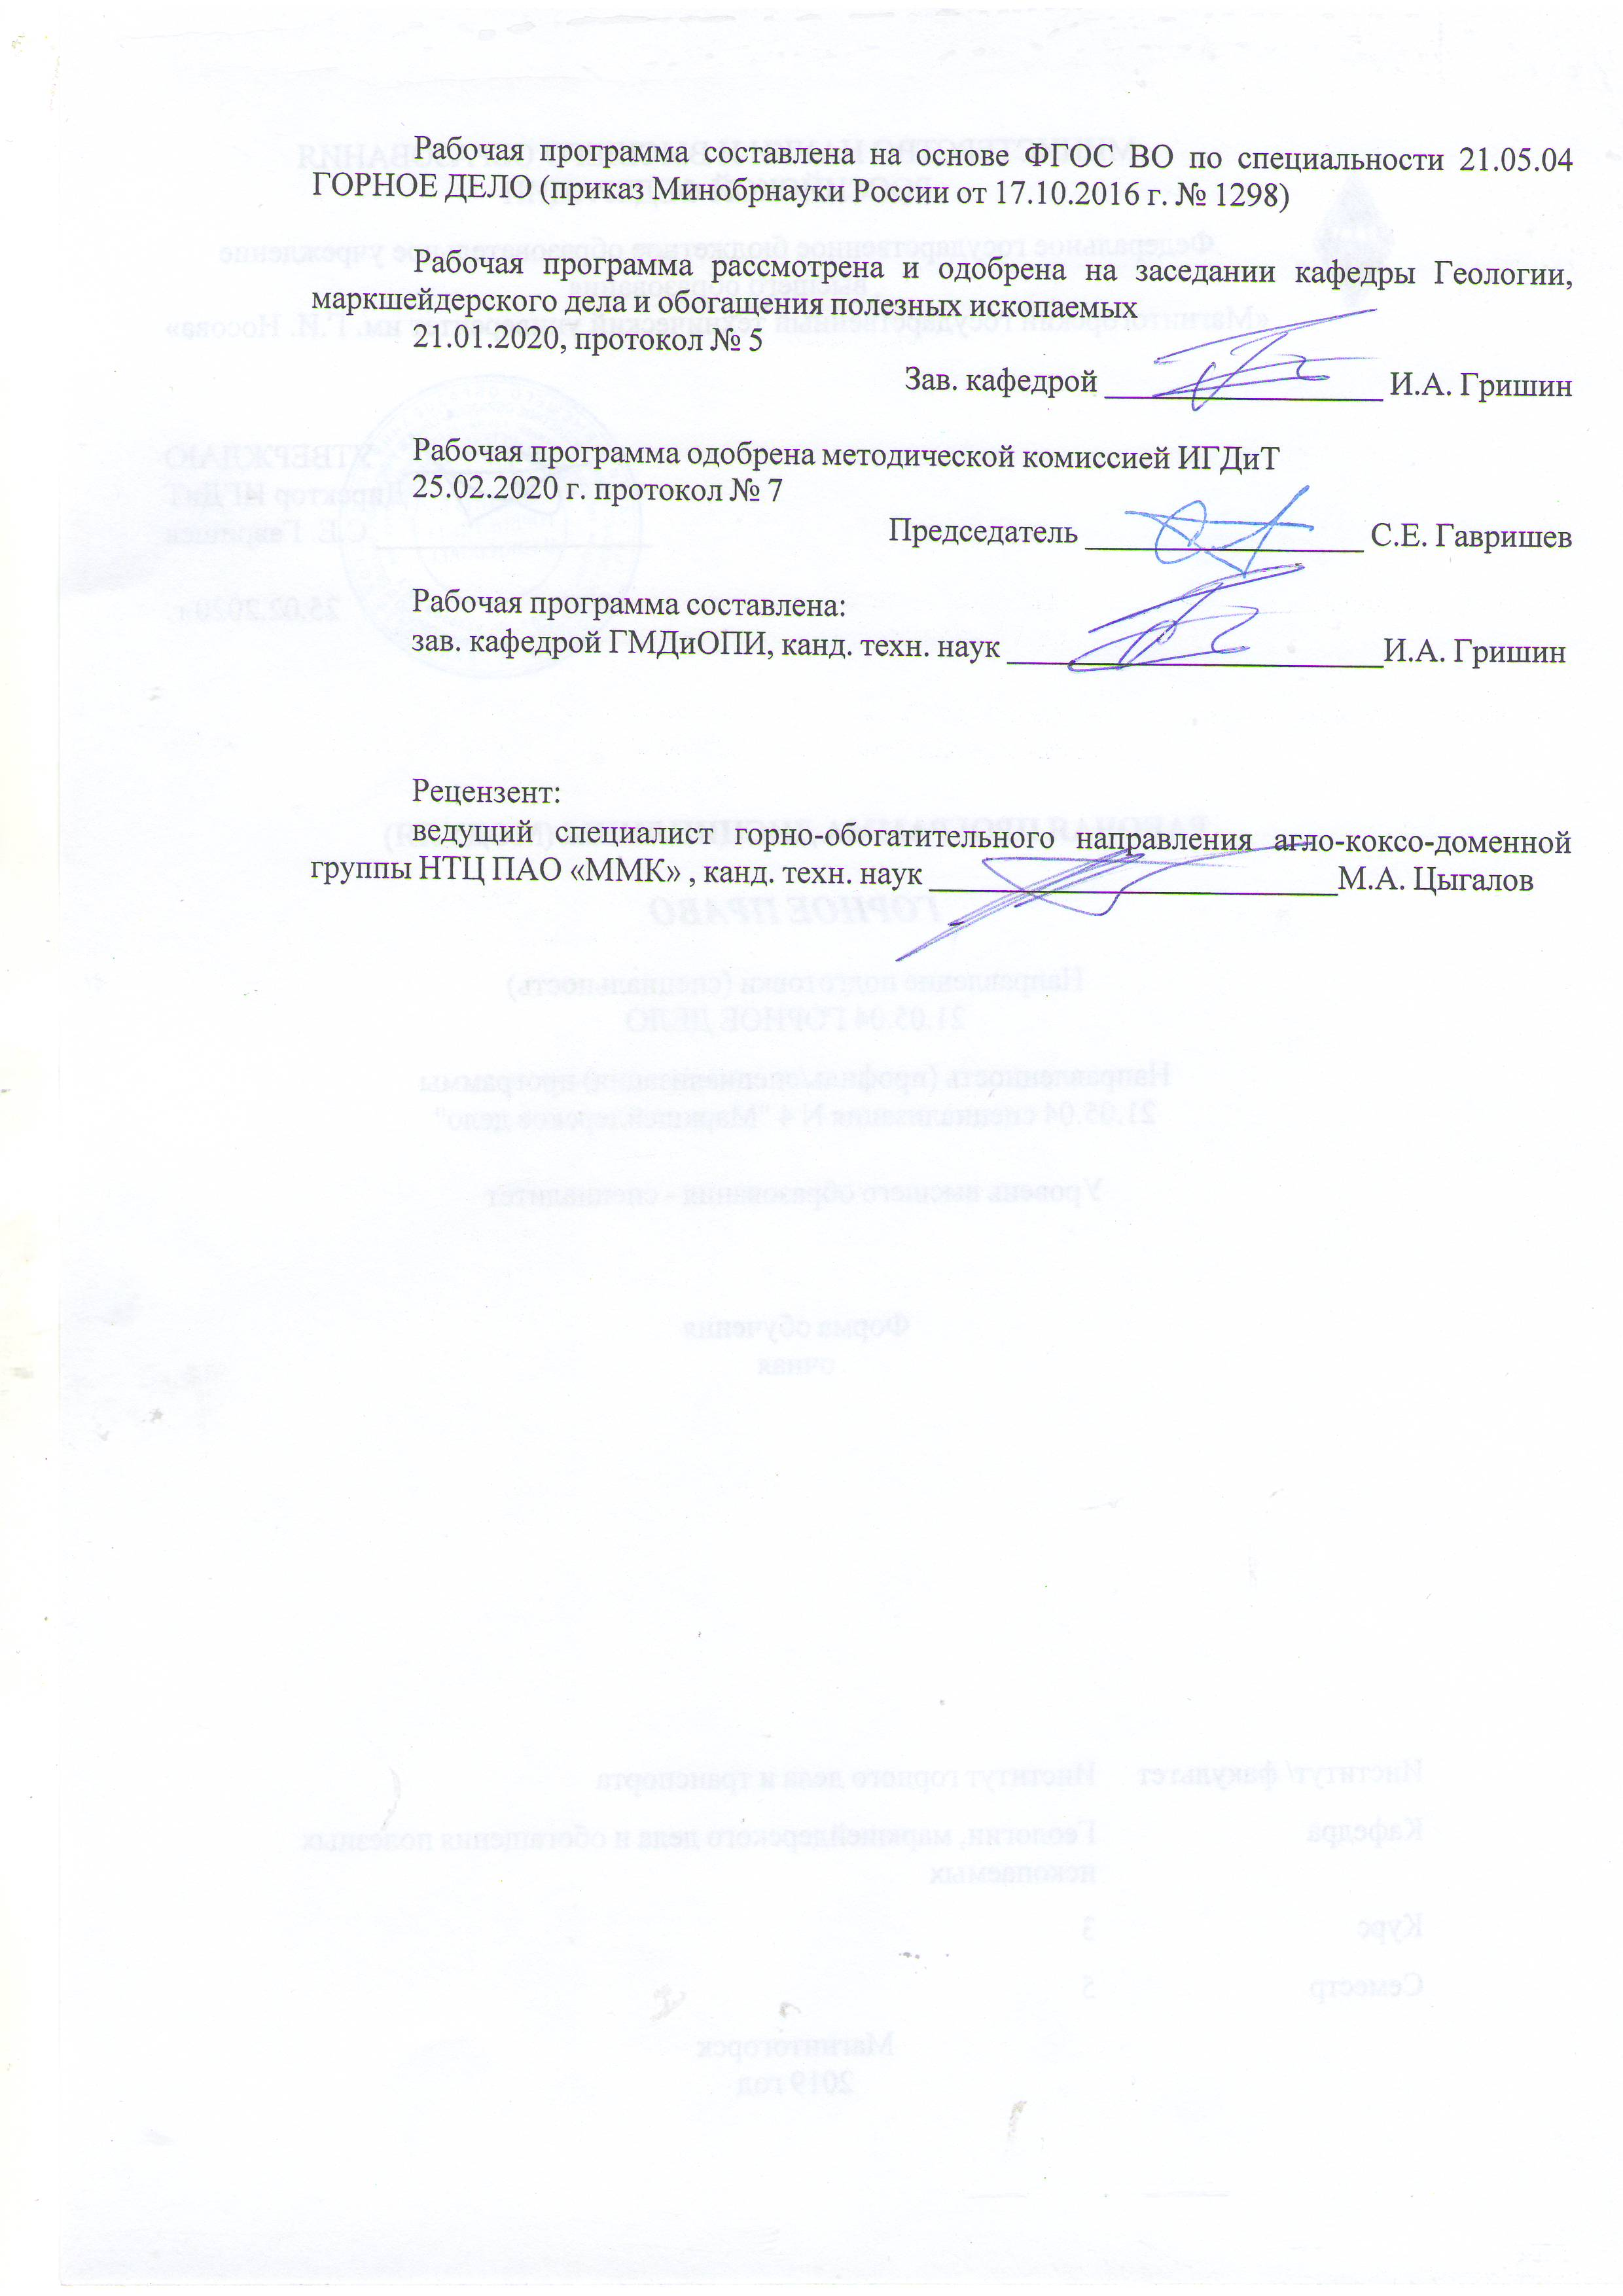 Рабочая программа составлена на основе ФГОС ВО по специальности 21.05.04
ГОРНОЕ ДЕЛО (приказ Минобрнауки России от 17.10.2016 г. № 1298)
Рабочая программа рассмотрена и одобрена на заседании кафедры Геологии,
маркшейдерского дела и обогащения полезных ископаемых
21.01.2020, протокол № 5
Зав. кафедрой _________________ И.А. Гришин
Рабочая программа одобрена методической комиссией ИГДиТ
25.02.2020 г. протокол № 7
Председатель _________________ С.Е. Гавришев
Рабочая программа составлена:
зав. кафедрой ГМДиОПИ, канд. техн. наук _______________________И.А. Гришин
Рецензент:
ведущий специалист горно-обогатительного направления агло-коксо-доменной
группы НТЦ ПАО «ММК» , канд. техн. наук _________________________М.А. Цыгалов